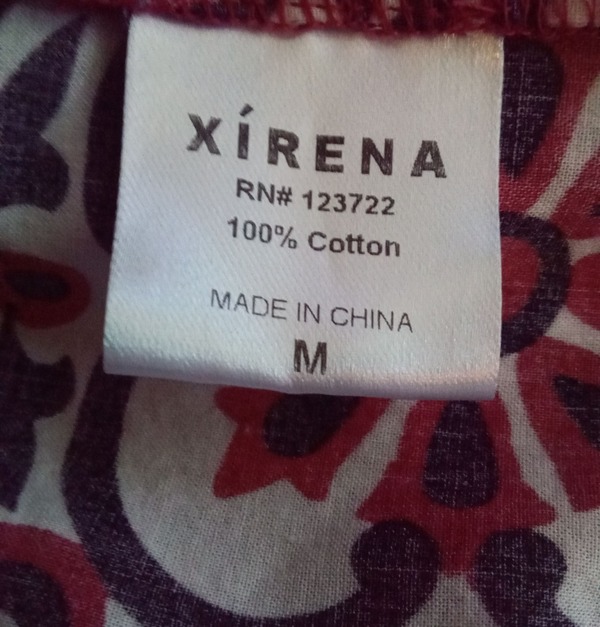 XÍRENA
RN# 123722
100% Cotton
MADE IN CHINA
M